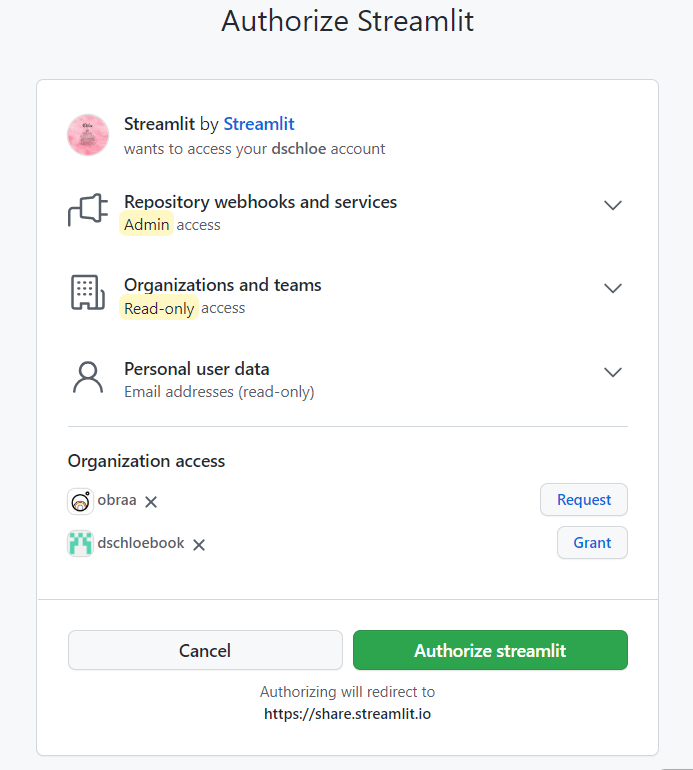 Authorize Streamlit
Streamlit by Streamlit
wants to access your dschloe account
Repository webhooks and services
Admin access
Organizations and teams
Read-only access
Personal user data
Email addresses (read-only)
Organization access
obraa
Request
dschloebook
Grant
Cancel
Authorize streamlit
Authorizing will redirect to
https://share.streamlit.io